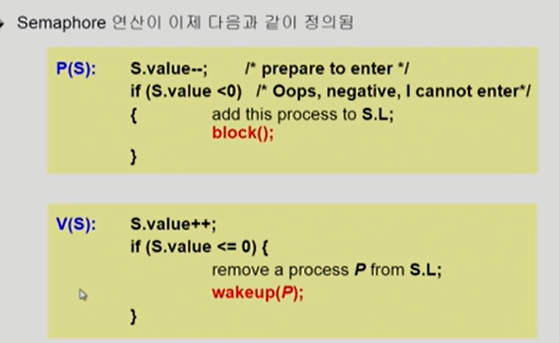 Semaphore 연산이 이제 다음과 같이 정의됨
P(S): S.value--; /* prepare to enter */
if (S.value <0) /* Oops, negative, I cannot enter*/
{ add this process to S.L;
block();
}
V(S): S.value++;
if (S.value <= 0) {
remove a process P from S.L;
wakeup(P);
}